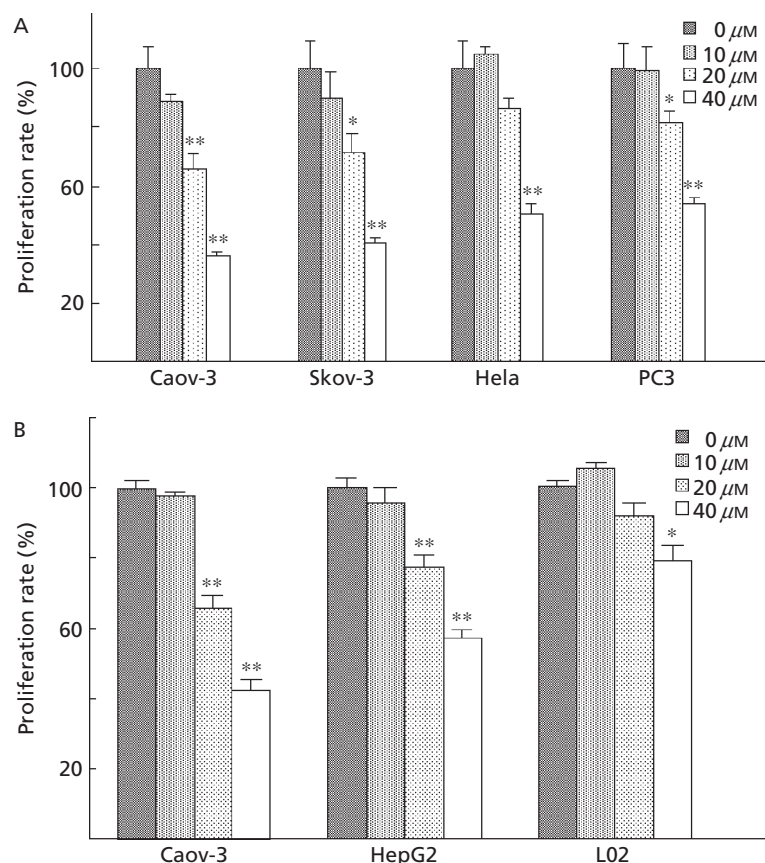 A
0 μM
10 μM
20 μM
40 μM
Proliferation rate (%)
100
60
20
**
**
*
**
**
*
**
Caov-3 Skov-3 Hela PC3
B
0 μM
10 μM
20 μM
40 μM
Proliferation rate (%)
100
60
20
**
**
**
**
*
Caov-3 HepG2 L02